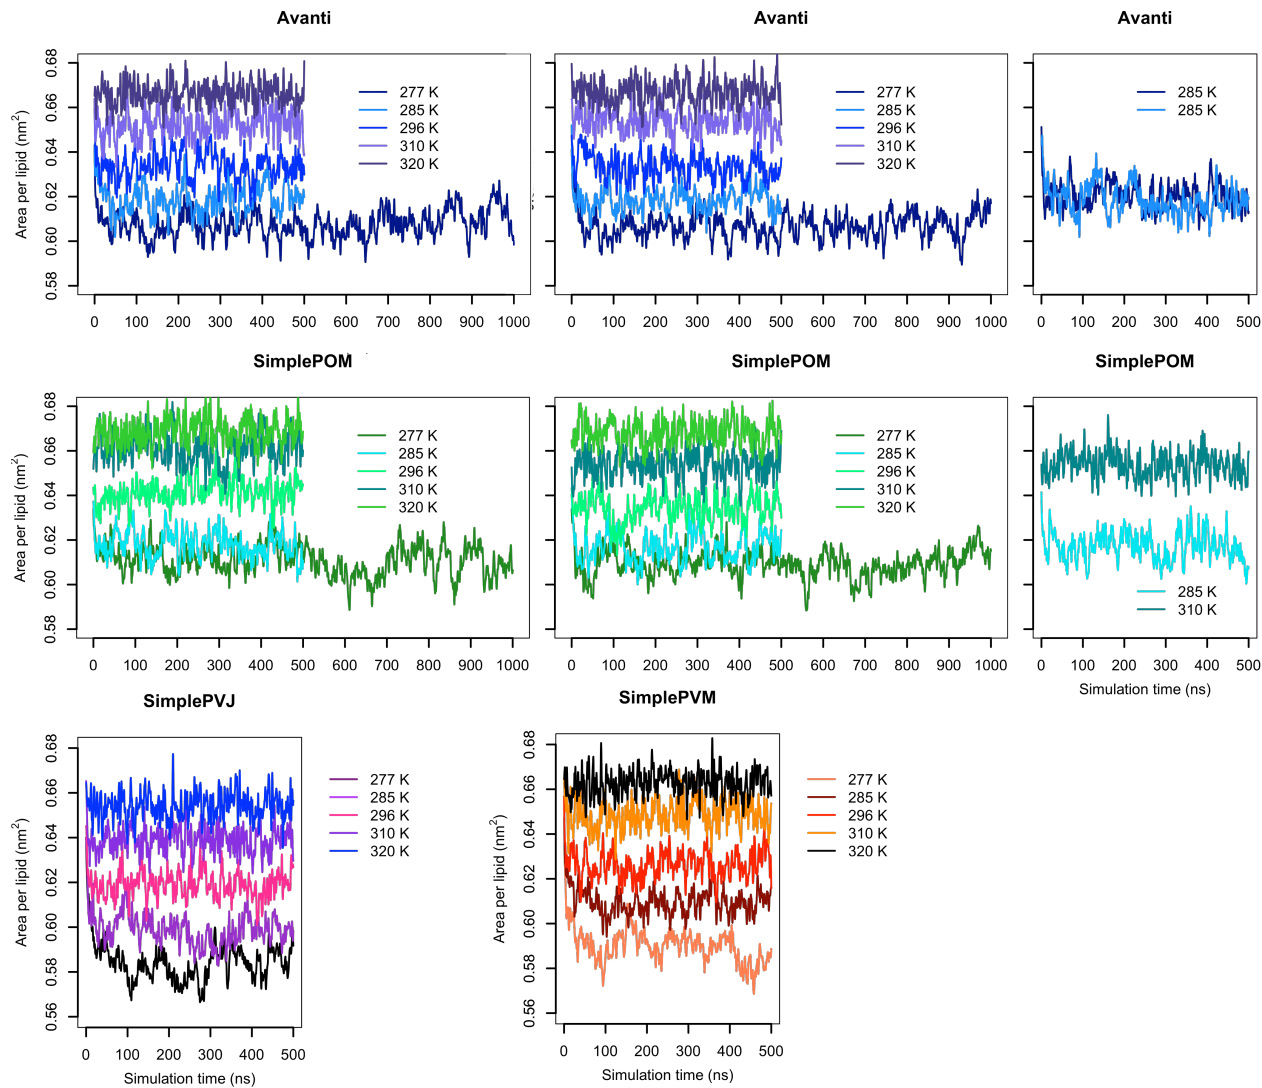 Avanti
Avanti
Avanti
Area per lipid (nm2)
0.58 0.60 0.62 0.64 0.66 0.68
277 K
285 K
296 K
310 K
320 K
0 100 200 300 400 500 600 700 800 900 1000
277 K
285 K
296 K
310 K
320 K
0 100 200 300 400 500 600 700 800 900 1000
285 K
285 K
0 100 200 300 400 500
SimplePOM
SimplePOM
SimplePOM
Area per lipid (nm2)
0.58 0.60 0.62 0.64 0.66 0.68
277 K
285 K
296 K
310 K
320 K
0 100 200 300 400 500 600 700 800 900 1000
277 K
285 K
296 K
310 K
320 K
0 100 200 300 400 500 600 700 800 900 1000
285 K
310 K
0 100 200 300 400 500
Simulation time (ns)
SimplePVJ
Area per lipid (nm2)
0.56 0.58 0.60 0.62 0.64 0.66 0.68
277 K
285 K
296 K
310 K
320 K
0 100 200 300 400 500
Simulation time (ns)
SimplePVM
Area per lipid (nm2)
0.56 0.58 0.60 0.62 0.64 0.66 0.68
277 K
285 K
296 K
310 K
320 K
0 100 200 300 400 500
Simulation time (ns)